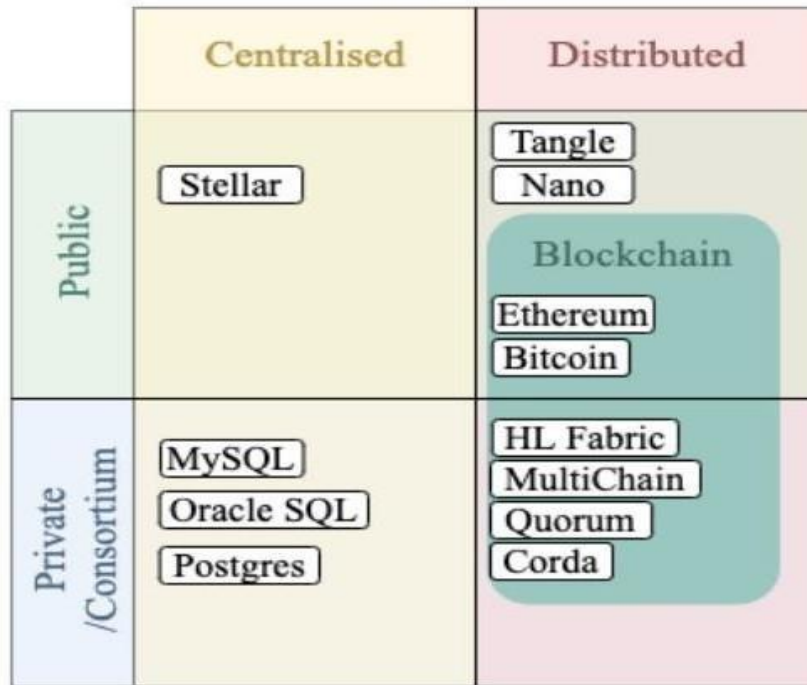 Centralised
Distributed
Public
Stellar
Tangle
Nano
Blockchain
Ethereum
Bitcoin
Private
/Consortium
MySQL
Oracle SQL
Postgres
HL Fabric
MultiChain
Quorum
Corda